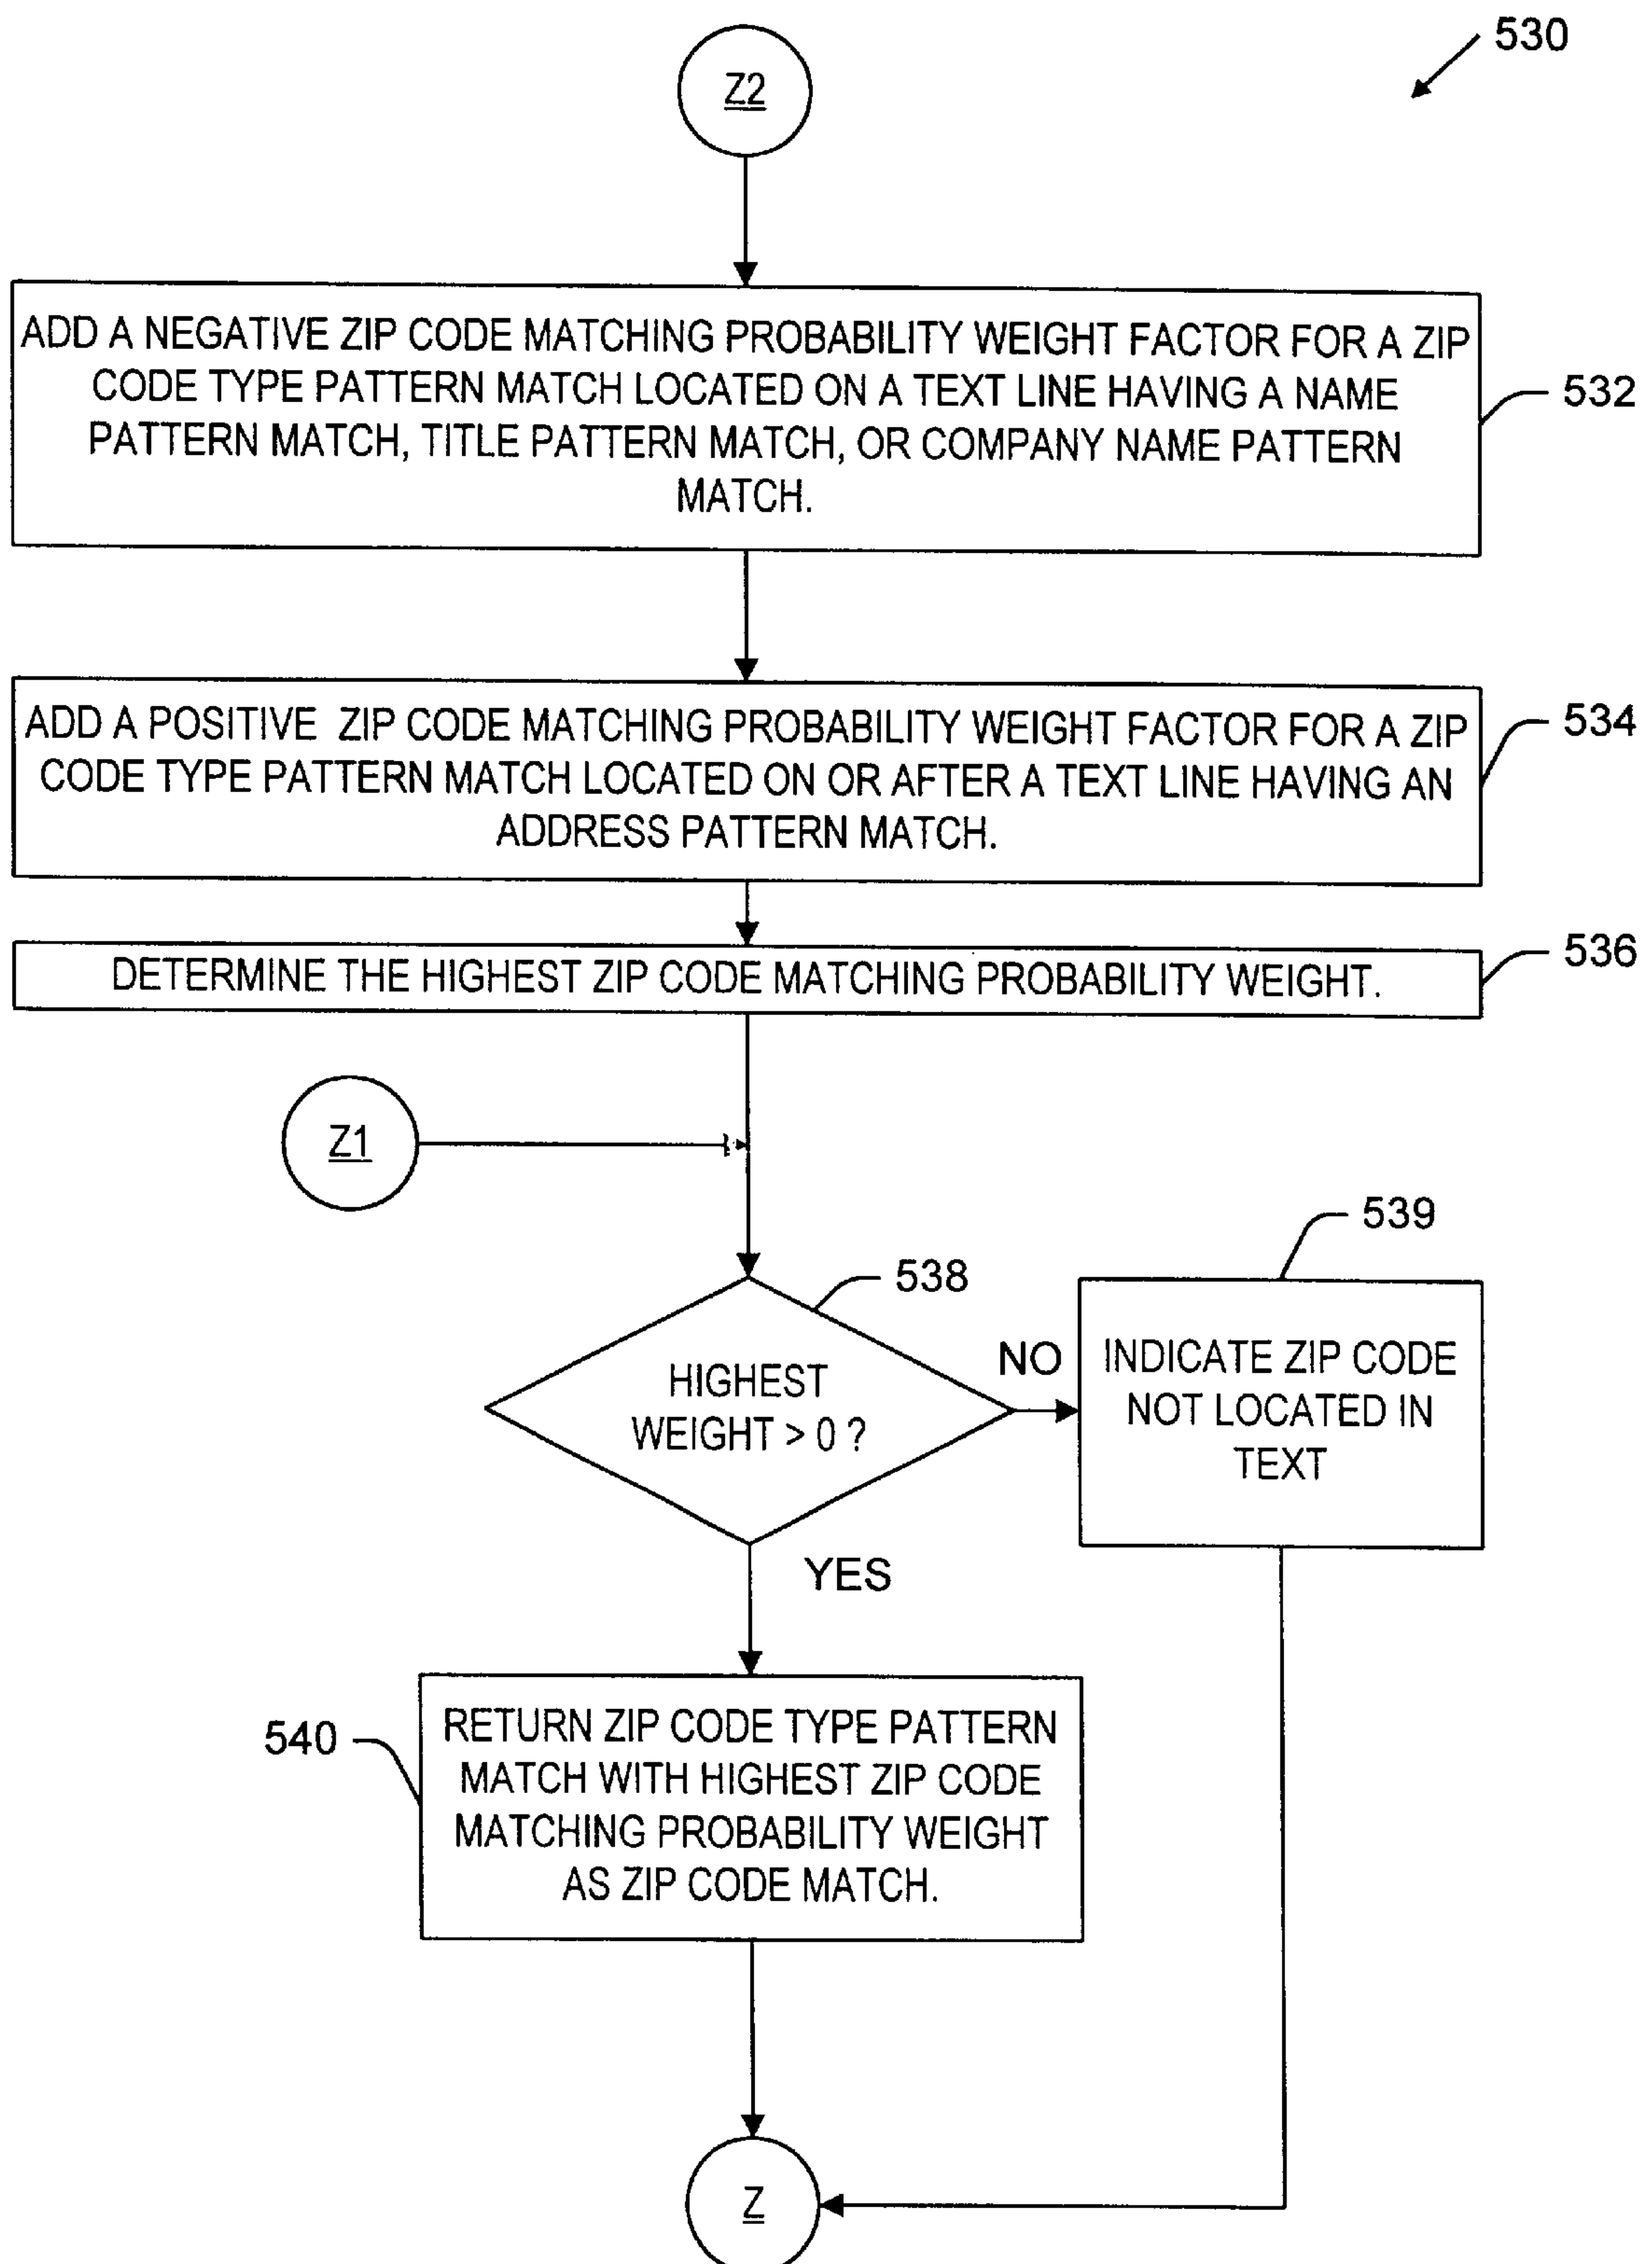 530
Z2
ADD A NEGATIVE ZIP CODE MATCHING PROBABILITY WEIGHT FACTOR FOR A ZIP
CODE TYPE PATTERN MATCH LOCATED ON A TEXT LINE HAVING A NAME
PATTERN MATCH, TITLE PATTERN MATCH, OR COMPANY NAME PATTERN
MATCH.
532
ADD A POSITIVE ZIP CODE MATCHING PROBABILITY WEIGHT FACTOR FOR A ZIP
CODE TYPE PATTERN MATCH LOCATED ON OR AFTER A TEXT LINE HAVING AN
ADDRESS PATTERN MATCH.
534
DETERMINE THE HIGHEST ZIP CODE MATCHING PROBABILITY WEIGHT.
536
Z1
538
HIGHEST
WEIGHT > 0 ?
NO
539
INDICATE ZIP CODE
NOT LOCATED IN
TEXT
YES
540
RETURN ZIP CODE TYPE PATTERN
MATCH WITH HIGHEST ZIP CODE
MATCHING PROBABILITY WEIGHT
AS ZIP CODE MATCH.
Z